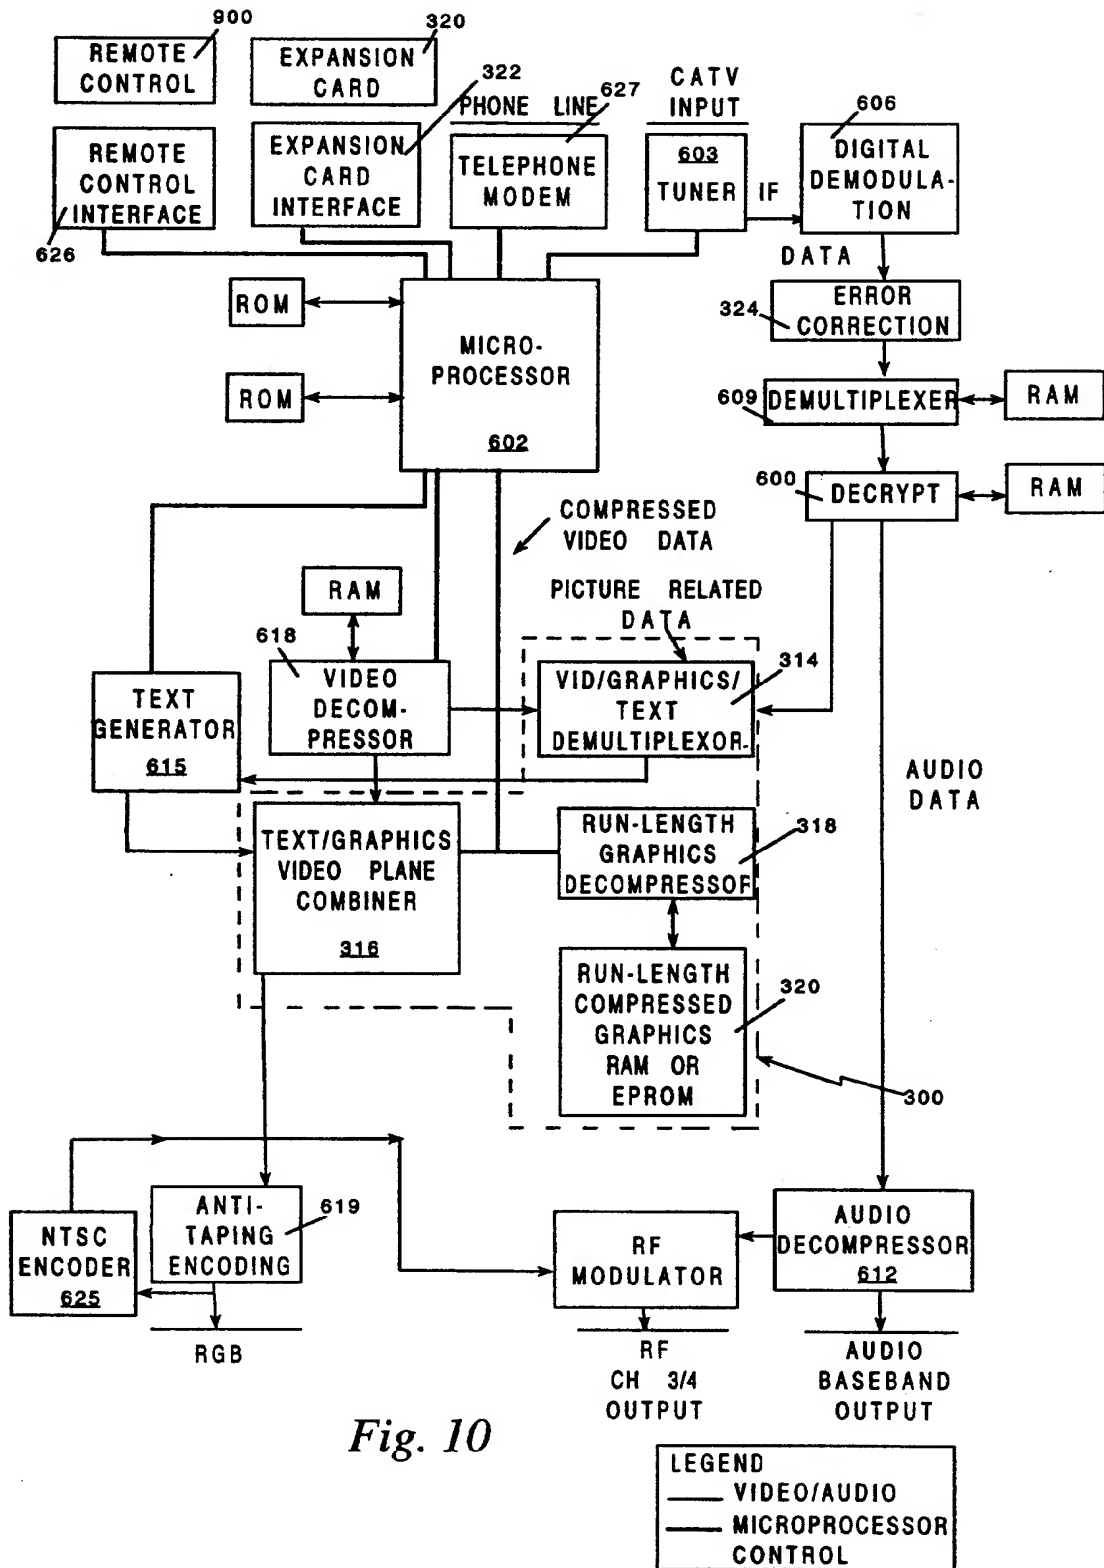 900
320
REMOTE CONTROL
EXPANSION CARD
322
PHONE LINE
627
CATV INPUT
606
REMOTE CONTROL INTERFACE
626
EXPANSION CARD INTERFACE
TELEPHONE MODEM
603
TUNER
IF
DIGITAL DEMODULA-TION
DATA
ROM
324
ERROR CORRECTION
MICRO-PROCESSOR
602
ROM
609
DEMULTIPLEXER
RAM
600
DECRYPT
RAM
COMPRESSED VIDEO DATA
RAM
PICTURE RELATED DATA
618
VIDEO DECOM-PRESSOR
VID/GRAPHICS/ TEXT DEMULTIPLEXOR
314
TEXT GENERATOR
615
AUDIO DATA
TEXT/GRAPHICS VIDEO PLANE COMBINER
316
RUN-LENGTH GRAPHICS DECOMPRESSOR
318
RUN-LENGTH COMPRESSED GRAPHICS RAM OR EPROM
320
300
NTSC ENCODER
625
ANTI-TAPING ENCODING
619
RF MODULATOR
AUDIO DECOMPRESSOR
612
RGB
RF CH 3/4 OUTPUT
AUDIO BASEBAND OUTPUT
Fig. 10
LEGEND
VIDEO/AUDIO
MICROPROCESSOR CONTROL